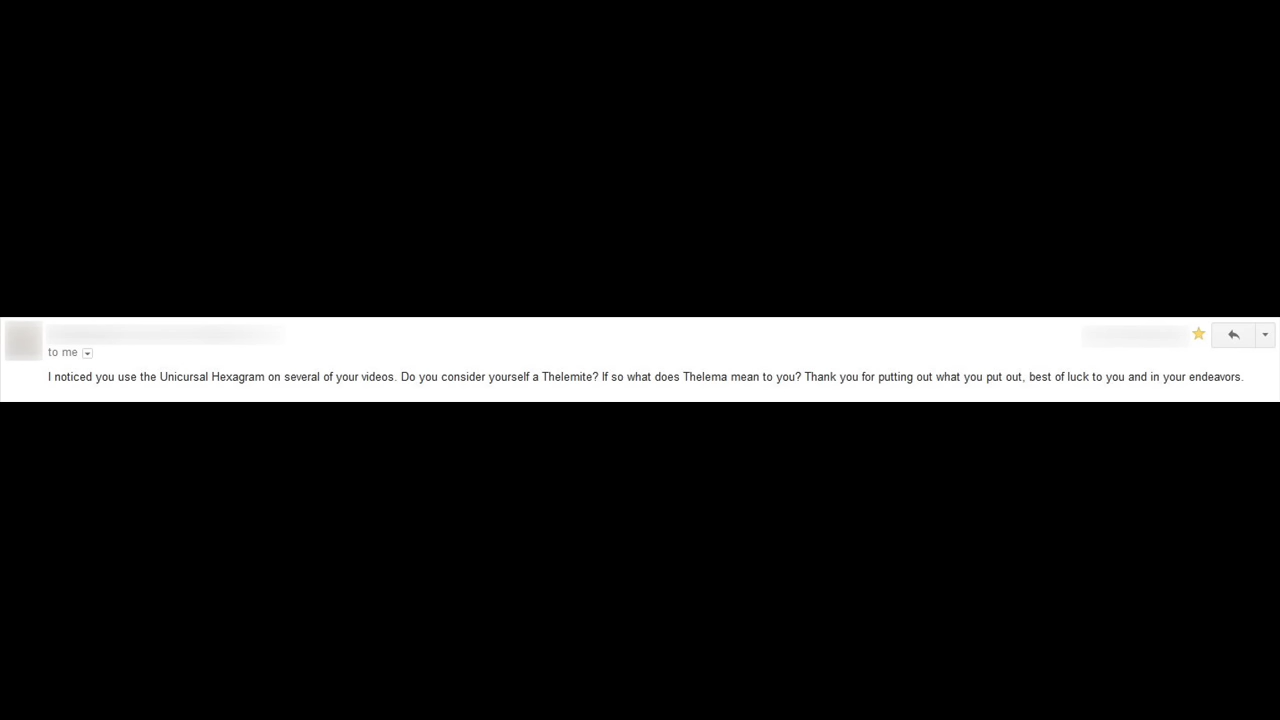 to me
I noticed you use the Unicursal Hexagram on several of your videos. Do you consider yourself a Thelemite? If so what does Thelema mean to you? Thank you for putting out what you put out, best of luck to you and in your endeavors.